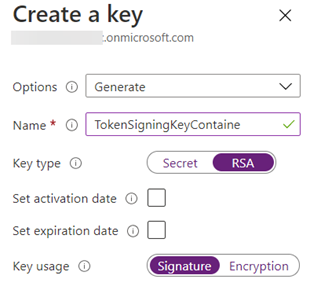 Create a key
c.onmicrosoft.com
Options
Generate
Name *
TokenSigningKeyContaine
Key type
Secret RSA
Set activation date
Set expiration date
Key usage
Signature Encryption